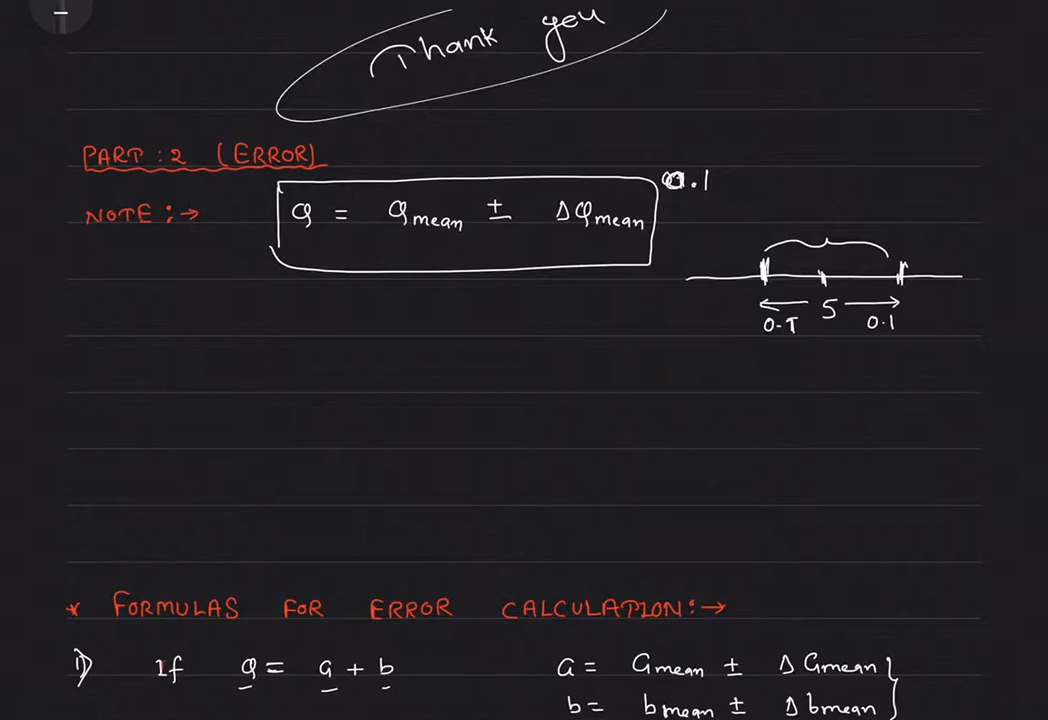 Thank you
PART : 2 (ERROR)
NOTE :→ Q = Qmean ± ΔQmean
0.1
0.1 5 0.1
* FORMULAS FOR ERROR CALCULATION:→
1) If Q = a + b a = amean ± Δamean
b = bmean ± Δbmean